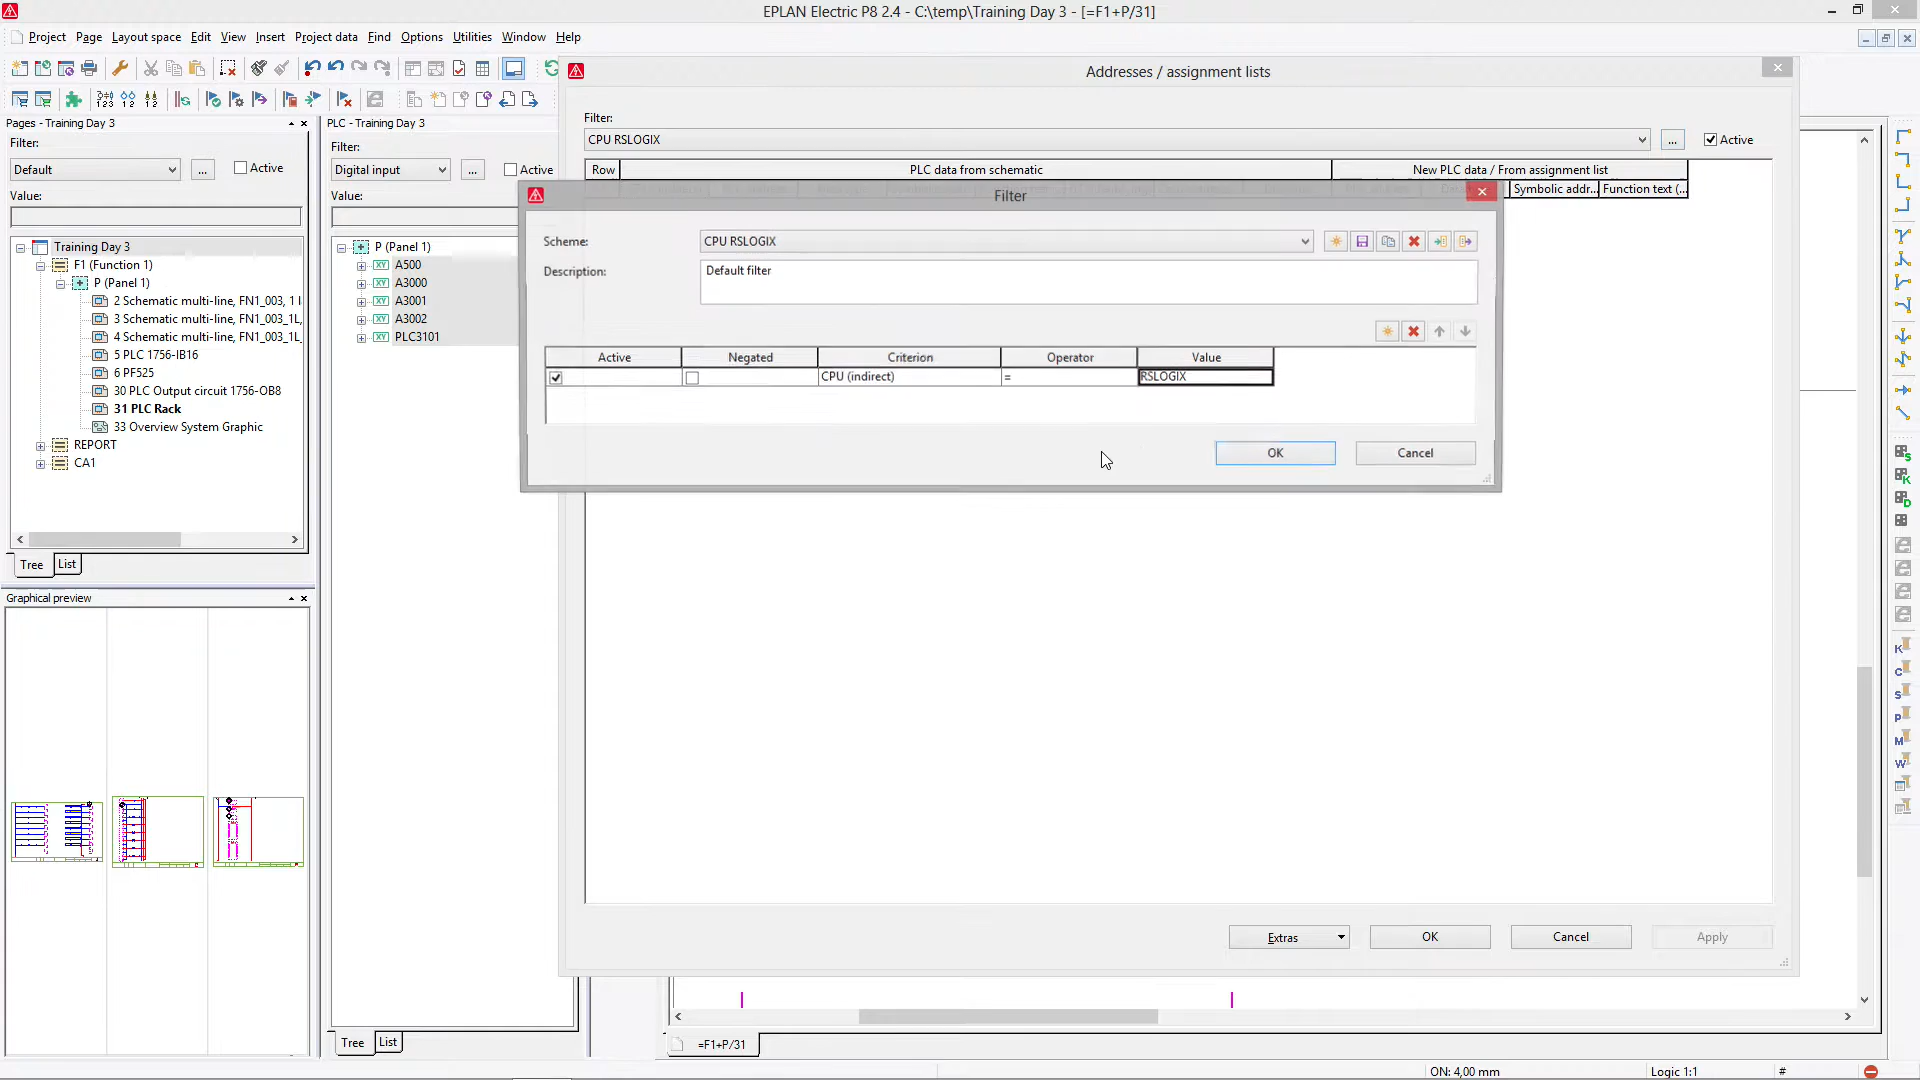 EPLAN Electric P8 2.4 - C:\temp\Training Day 3 - [=F1+P/31]
Project Page Layout space Edit View Insert Project data Find Options Utilities Window Help
Addresses / assignment lists
Pages - Training Day 3
Filter:
Default ... Active
Value:
Training Day 3
F1 (Function 1)
P (Panel 1)
2 Schematic multi-line, FN1_003, 1
3 Schematic multi-line, FN1_003_1L,
4 Schematic multi-line, FN1_003_1L,
5 PLC 1756-IB16
6 PF525
30 PLC Output circuit 1756-OB8
31 PLC Rack
33 Overview System Graphic
REPORT
CA1
Tree List
Graphical preview
PLC - Training Day 3
Filter:
Digital input ... Active
Value:
P (Panel 1)
A500
A3000
A3001
A3002
PLC3101
Tree List
Filter:
CPU RSLOGIX ... Active
Row PLC data from schematic New PLC data / From assignment list
Symbolic addr... Function text (...
Filter
Scheme: CPU RSLOGIX
Description: Default filter
Active Negated Criterion Operator Value
CPU (indirect) = RSLOGIX
OK Cancel
Extras OK Cancel Apply
=F1+P/31
ON: 4,00 mm Logic 1:1 #